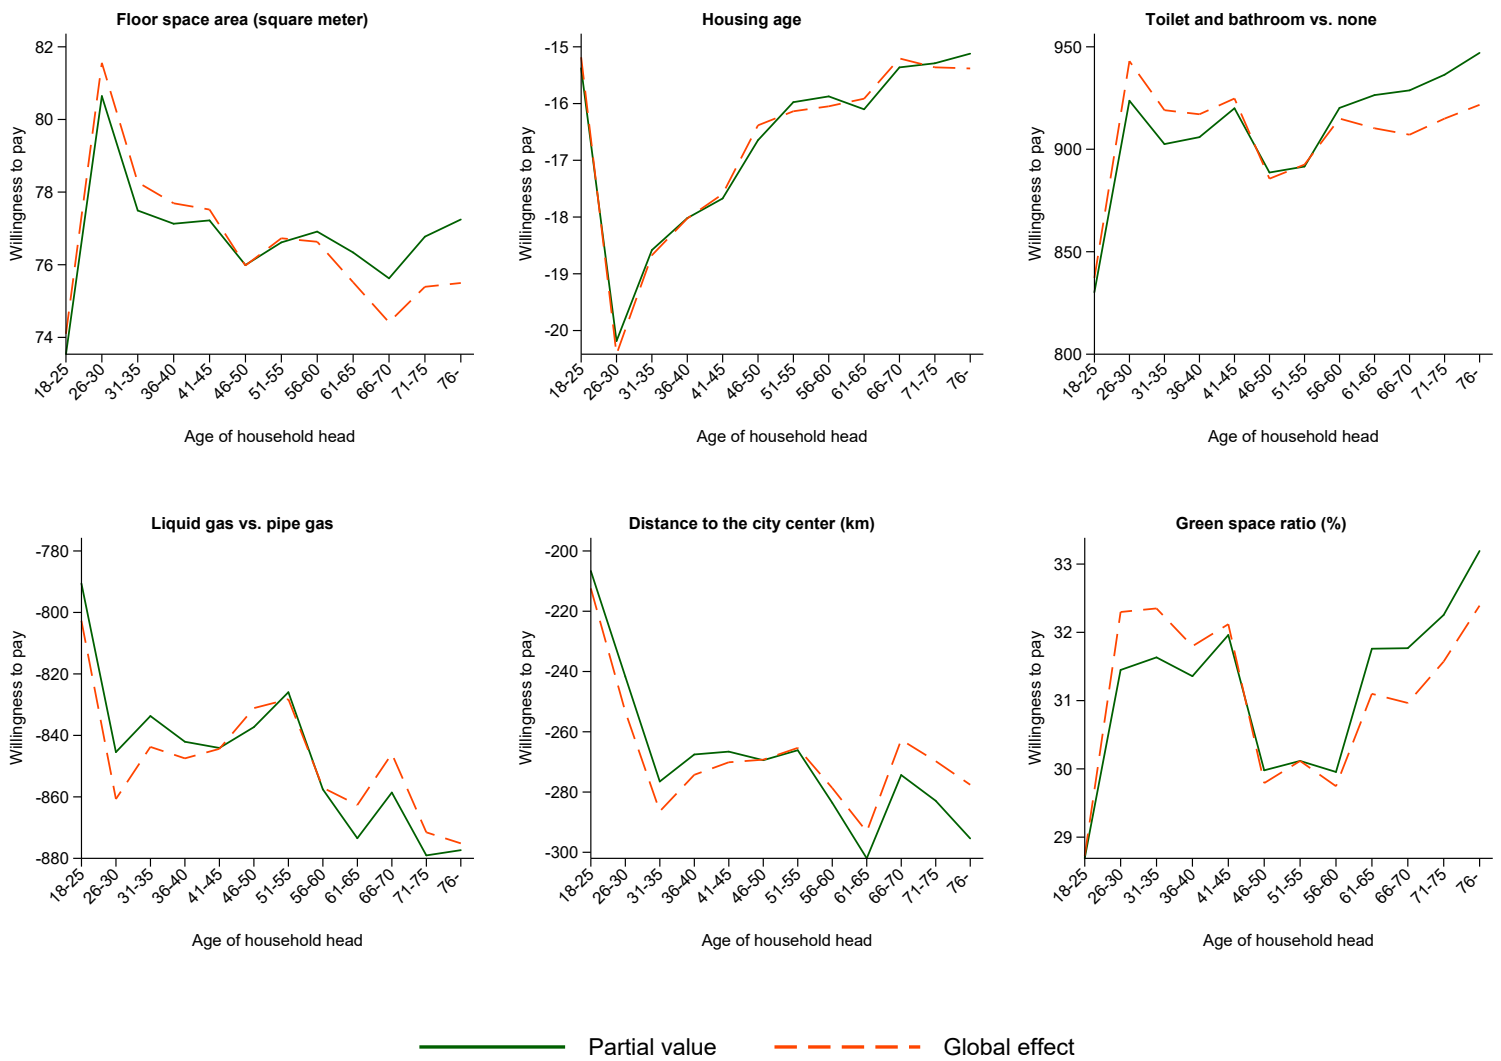 Floor space area (square meter)
Willingness to pay
82
80
78
76
74
18-25 26-30 31-35 36-40 41-45 46-50 51-55 56-60 61-65 66-70 71-75 76-
Age of household head
Housing age
Willingness to pay
-15
-16
-17
-18
-19
-20
18-25 26-30 31-35 36-40 41-45 46-50 51-55 56-60 61-65 66-70 71-75 76-
Age of household head
Toilet and bathroom vs. none
Willingness to pay
950
900
850
800
18-25 26-30 31-35 36-40 41-45 46-50 51-55 56-60 61-65 66-70 71-75 76-
Age of household head
Liquid gas vs. pipe gas
Willingness to pay
-780
-800
-820
-840
-860
-880
18-25 26-30 31-35 36-40 41-45 46-50 51-55 56-60 61-65 66-70 71-75 76-
Age of household head
Distance to the city center (km)
Willingness to pay
-200
-220
-240
-260
-280
-300
18-25 26-30 31-35 36-40 41-45 46-50 51-55 56-60 61-65 66-70 71-75 76-
Age of household head
Green space ratio (%)
Willingness to pay
33
32
31
30
29
18-25 26-30 31-35 36-40 41-45 46-50 51-55 56-60 61-65 66-70 71-75 76-
Age of household head
Partial value Global effect